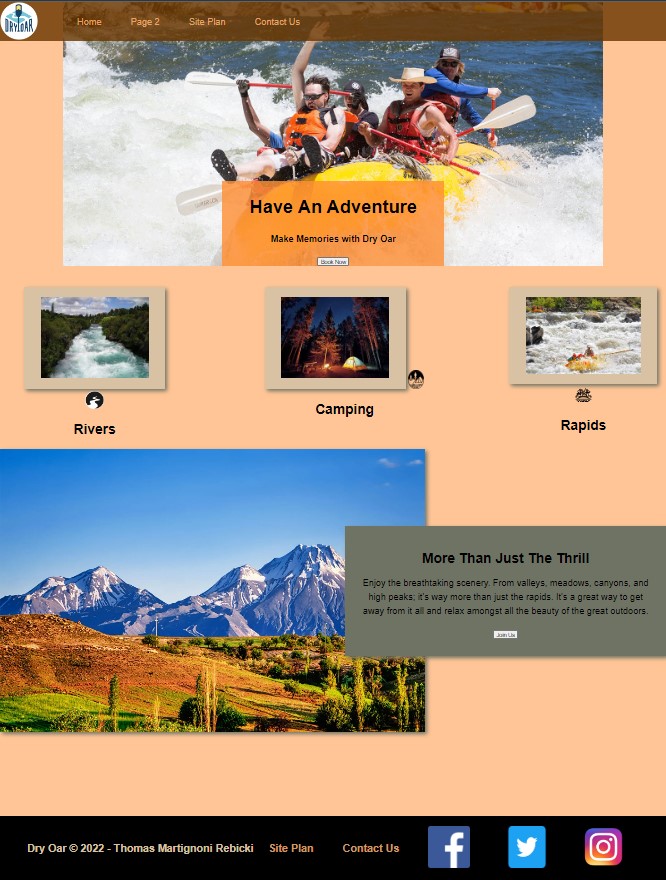 DRY OAR
Home Page 2 Site Plan Contact Us
Have An Adventure
Make Memories with Dry Oar
Book Now
Rivers
Camping
Rapids
More Than Just The Thrill
Enjoy the breathtaking scenery. From valleys, meadows, canyons, and
high peaks; it's way more than just the rapids. It's a great way to get
away from it all and relax amongst all the beauty of the great outdoors.
Join Us
Dry Oar © 2022 - Thomas Martignoni Rebicki Site Plan Contact Us